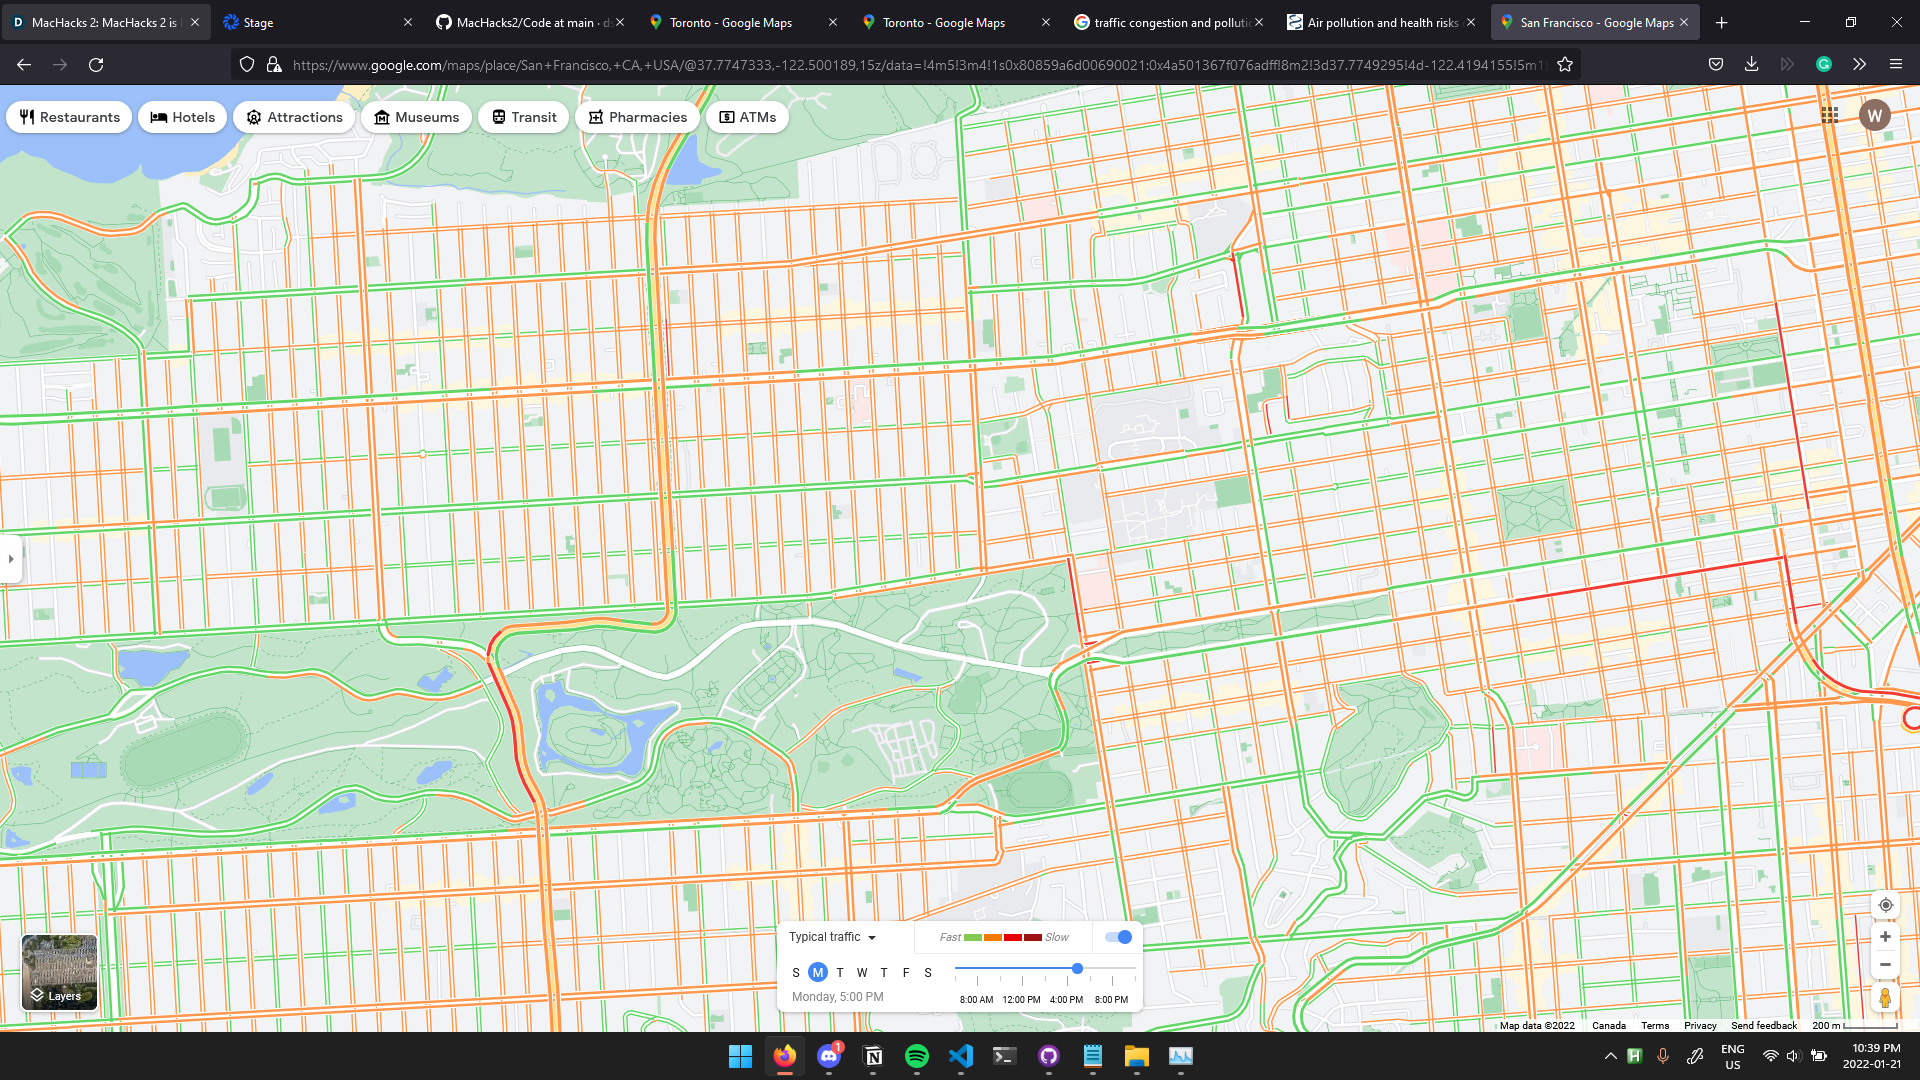 MacHacks 2: MacHacks 2 is
Stage
MacHacks2/Code at main · ds
Toronto - Google Maps
Toronto - Google Maps
traffic congestion and pollutic
Air pollution and health risks
San Francisco - Google Maps
https://www.google.com/maps/place/San+Francisco,+CA,+USA/@37.7747333,-122.500189,15z/data=!4m5!3m4!1s0x80859a6d00690021:0x4a501367f076adff!8m2!3d37.7749295!4d-122.4194155!5m1
Restaurants
Hotels
Attractions
Museums
Transit
Pharmacies
ATMs
W
Typical traffic
Fast
Slow
S M T W T F S
Monday, 5:00 PM
8:00 AM 12:00 PM 4:00 PM 8:00 PM
Layers
Map data ©2022 Canada Terms Privacy Send feedback 200 m
1
ENG
US
10:39 PM
2022-01-21